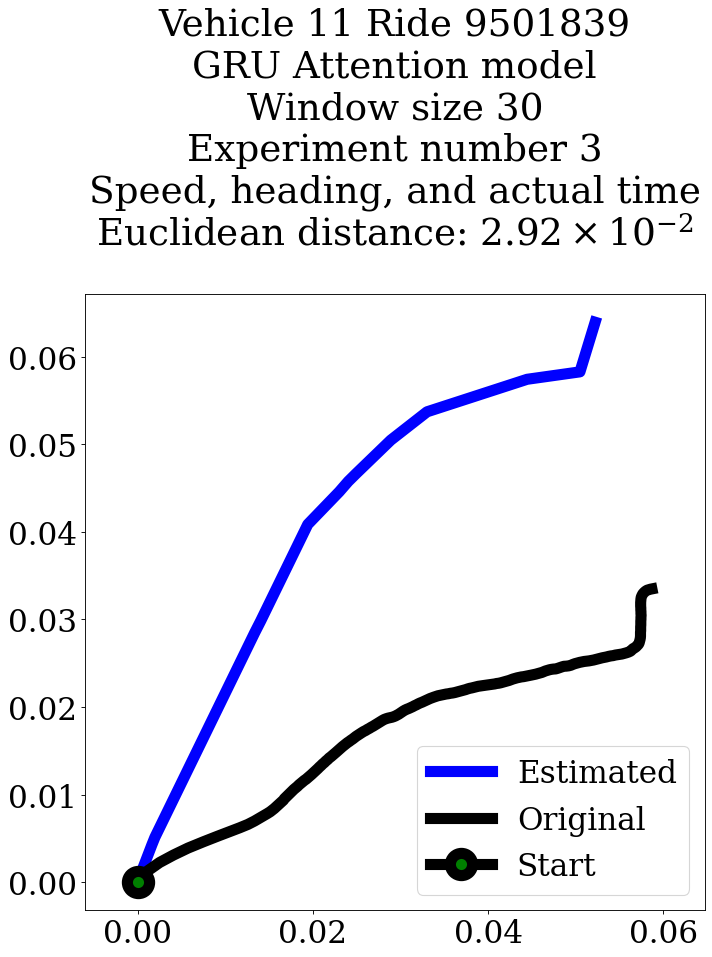 Vehicle 11 Ride 9501839
GRU Attention model
Window size 30
Experiment number 3
Speed, heading, and actual time
Euclidean distance: 2.92 × 10⁻²
0.06
0.05
0.04
0.03
0.02
0.01
0.00
Estimated
Original
Start
0.00 0.02 0.04 0.06